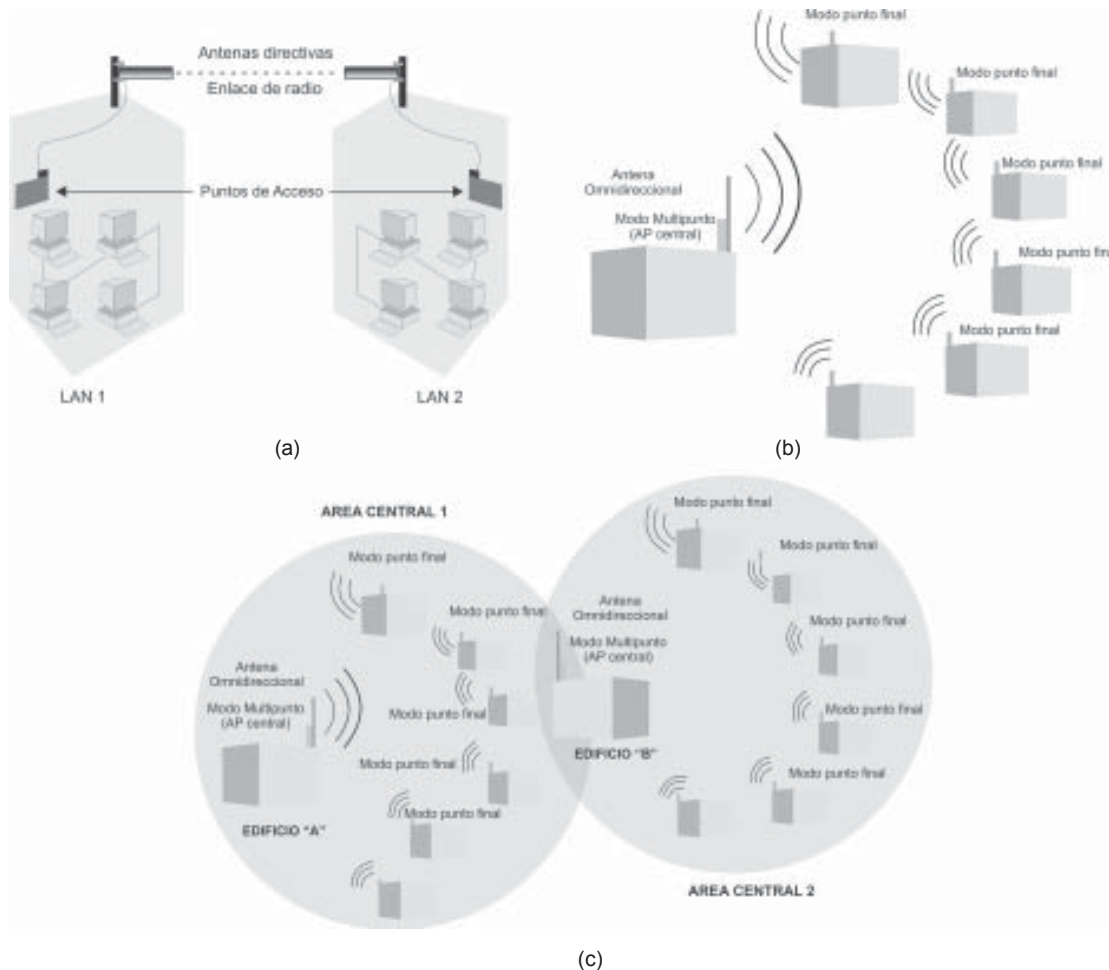 Antenas directivas
Enlace de radio
Puntos de Acceso
LAN 1
LAN 2
(a)
Modo punto final
Modo punto final
Modo punto final
Modo punto fin
Modo punto final
Antena
Omnidireccional
Modo Multipunto
(AP central)
(b)
AREA CENTRAL 1
Modo punto final
Modo punto final
Antena
Omnidireccional
Modo Multipunto
(AP central)
Modo punto final
Modo punto final
Modo punto final
EDIFICIO "A"
Modo punto final
Modo punto final
Antena
Omnidireccional
Modo Multipunto
(AP central)
Modo punto final
Modo punto final
EDIFICIO "B"
Modo punto final
AREA CENTRAL 2
(c)